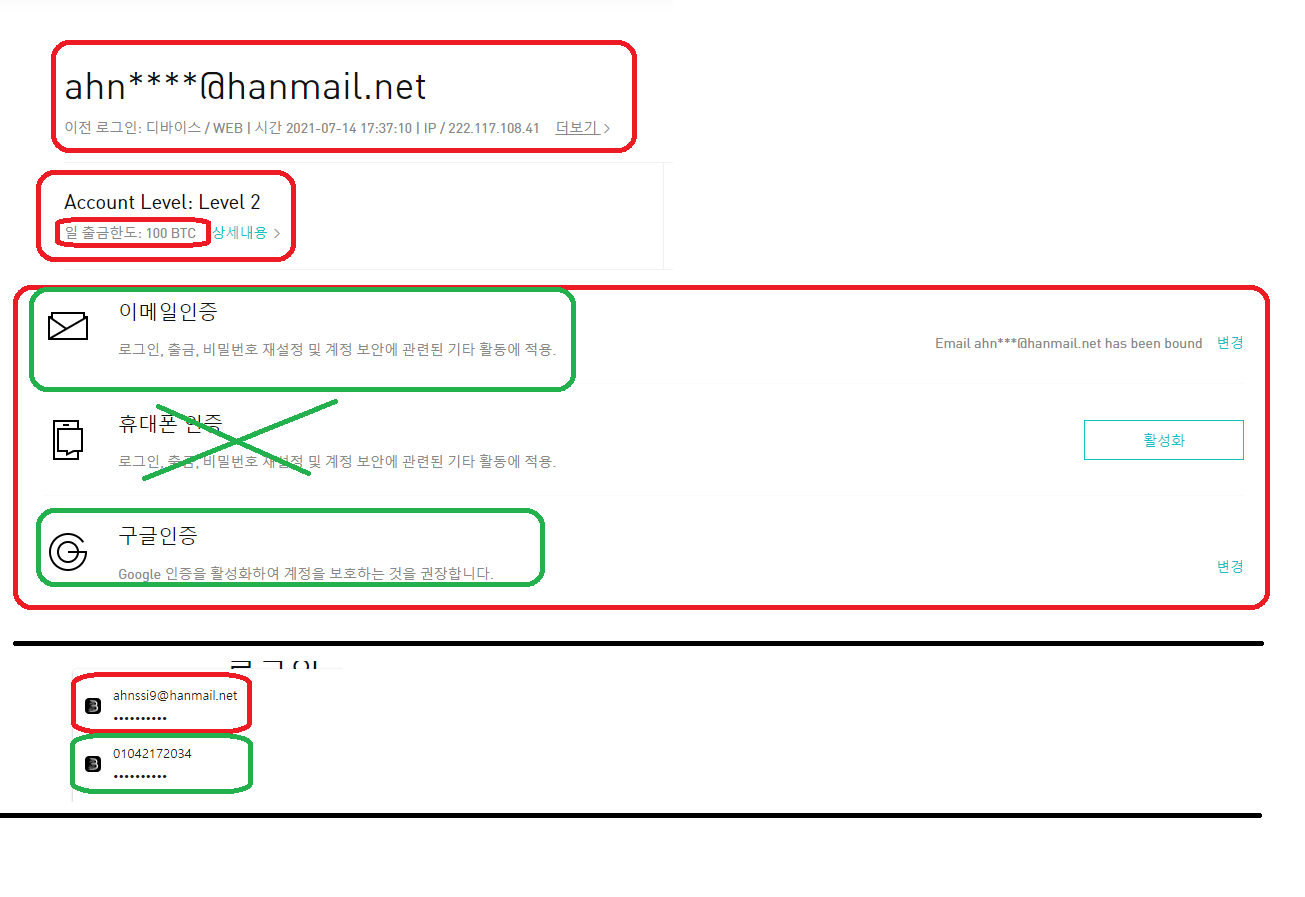 ahn****@hanmail.net
이전 로그인: 디바이스 / WEB | 시간 2021-07-14 17:37:10 | IP / 222.117.108.41 더보기 >
Account Level: Level 2
일 출금한도: 100 BTC 상세내용 >
이메일인증
로그인, 출금, 비밀번호 재설정 및 계정 보안에 관련된 기타 활동에 적용.
Email ahn***@hanmail.net has been bound 변경
휴대폰 인증
로그인, 출금, 비밀번호 재설정 및 계정 보안에 관련된 기타 활동에 적용.
활성화
구글인증
Google 인증을 활성화하여 계정을 보호하는 것을 권장합니다.
변경
로그인
ahnssi9@hanmail.net
••••••••••
01042172034
••••••••••